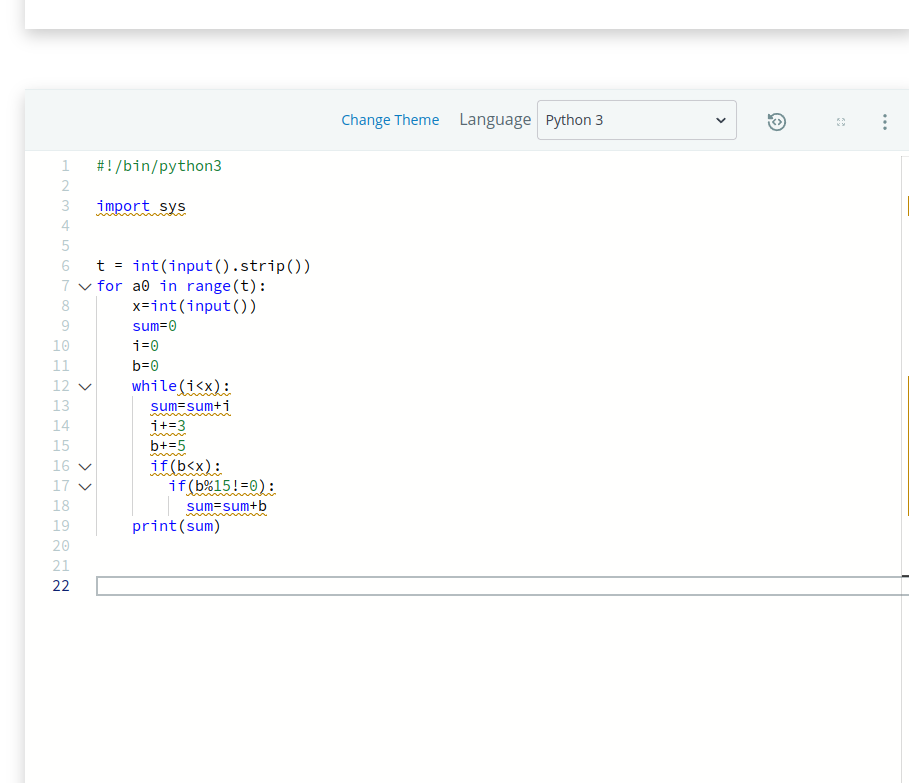 Change Theme Language Python 3
1 #!/bin/python3
2
3 import sys
4
5
6 t = int(input().strip())
7 for a0 in range(t):
8     x=int(input())
9     sum=0
10     i=0
11     b=0
12     while(i<x):
13       sum=sum+i
14       i+=3
15       b+=5
16       if(b<x):
17         if(b%15!=0):
18           sum=sum+b
19     print(sum)
20
21
22